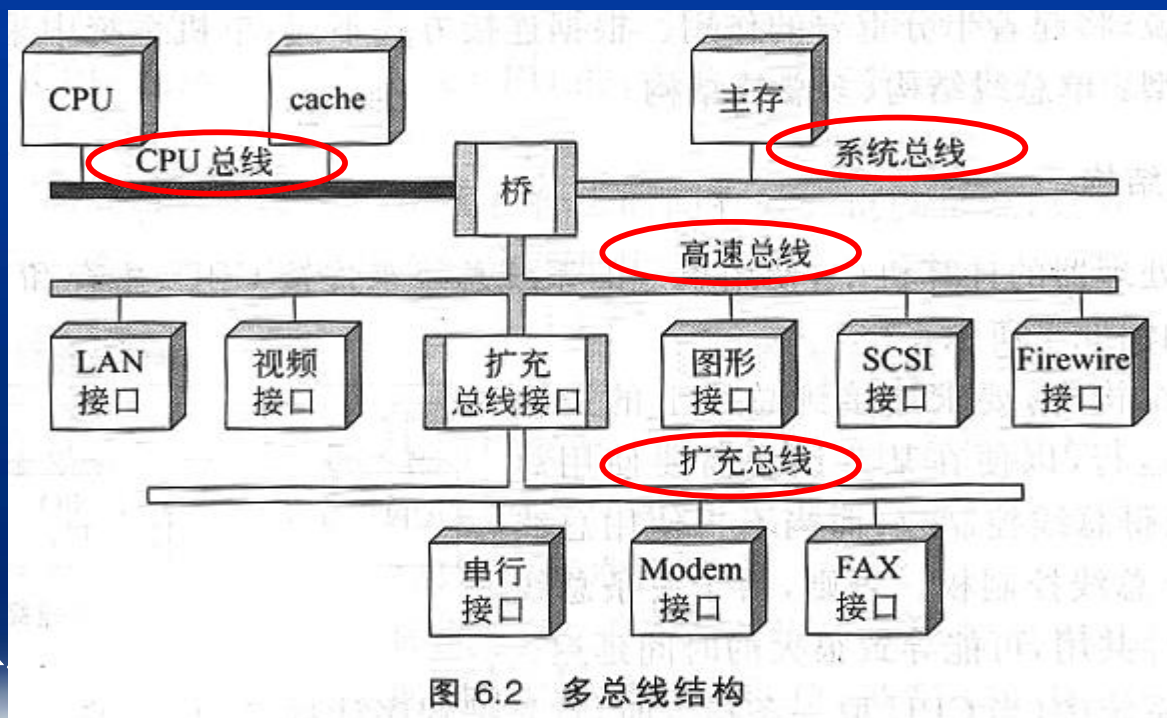 CPU
cache
主存
CPU 总线
系统总线
桥
高速总线
LAN
接口
视频
接口
扩充
总线接口
图形
接口
SCSI
接口
Firewire
接口
扩充总线
串行
接口
Modem
接口
FAX
接口
图 6.2 多总线结构